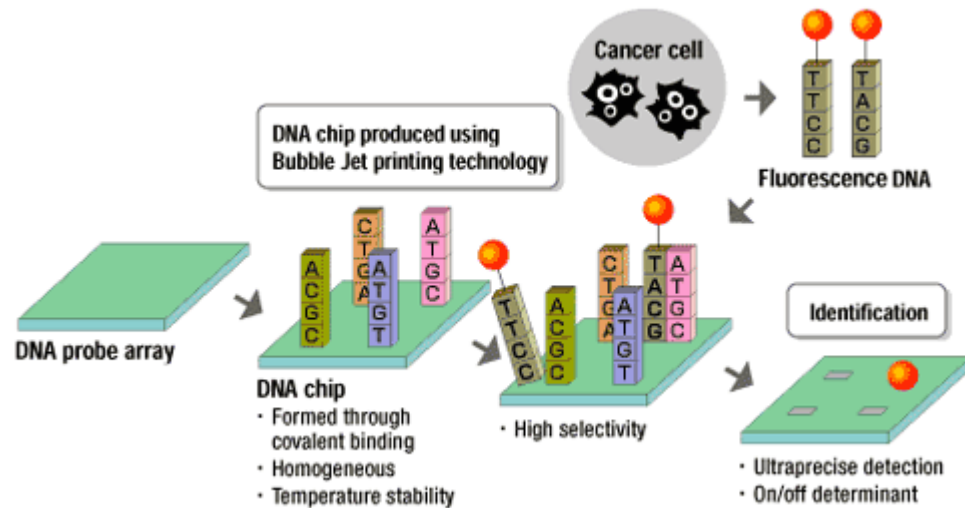 Cancer cell
T
T
C
C
T
A
C
G
Fluorescence DNA
DNA chip produced using
Bubble Jet printing technology
DNA probe array
A
C
G
C
C
T
G
A
A
T
G
T
A
T
G
C
DNA chip
· Formed through
covalent binding
· Homogeneous
· Temperature stability
T
T
C
C
A
C
G
C
C
T
G
A
A
T
G
T
T
A
C
G
A
T
G
C
· High selectivity
Identification
· Ultraprecise detection
· On/off determinant